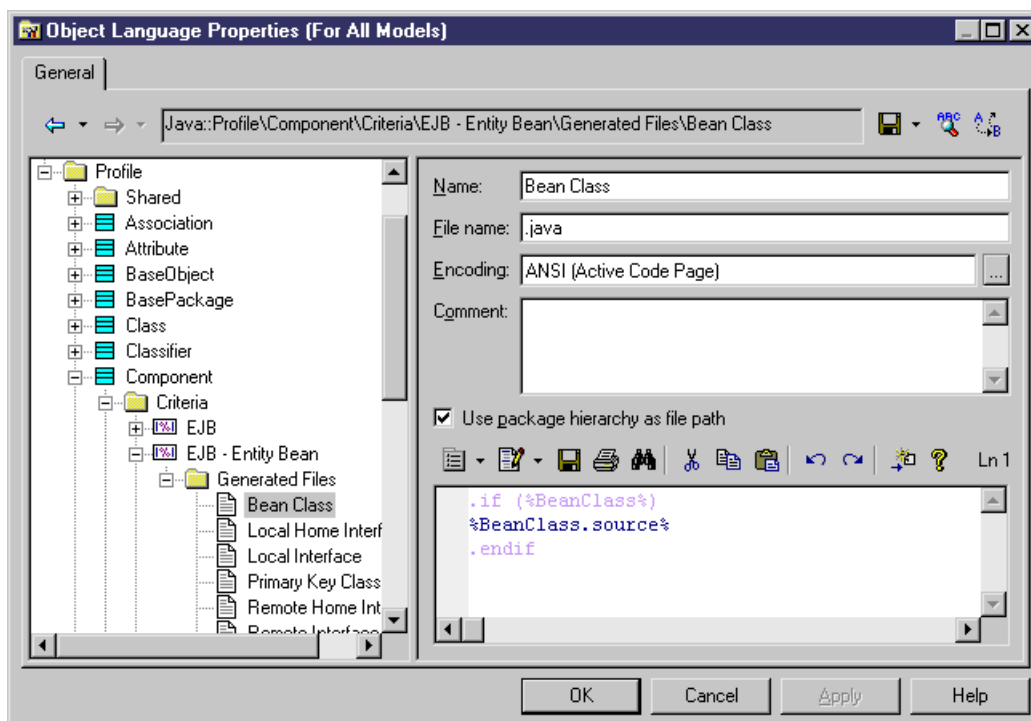 Object Language Properties (For All Models)
General
Java::Profile\Component\Criteria\EJB - Entity Bean\Generated Files\Bean Class
Profile
Shared
Association
Attribute
BaseObject
BasePackage
Class
Classifier
Component
Criteria
EJB
EJB - Entity Bean
Generated Files
Bean Class
Local Home Interf
Local Interface
Primary Key Class
Remote Home Int
Remote Interface
Name: Bean Class
File name: .java
Encoding: ANSI (Active Code Page) ...
Comment:
Use package hierarchy as file path
Ln 1
.if (%BeanClass%)
%BeanClass.source%
.endif
OK Cancel Apply Help